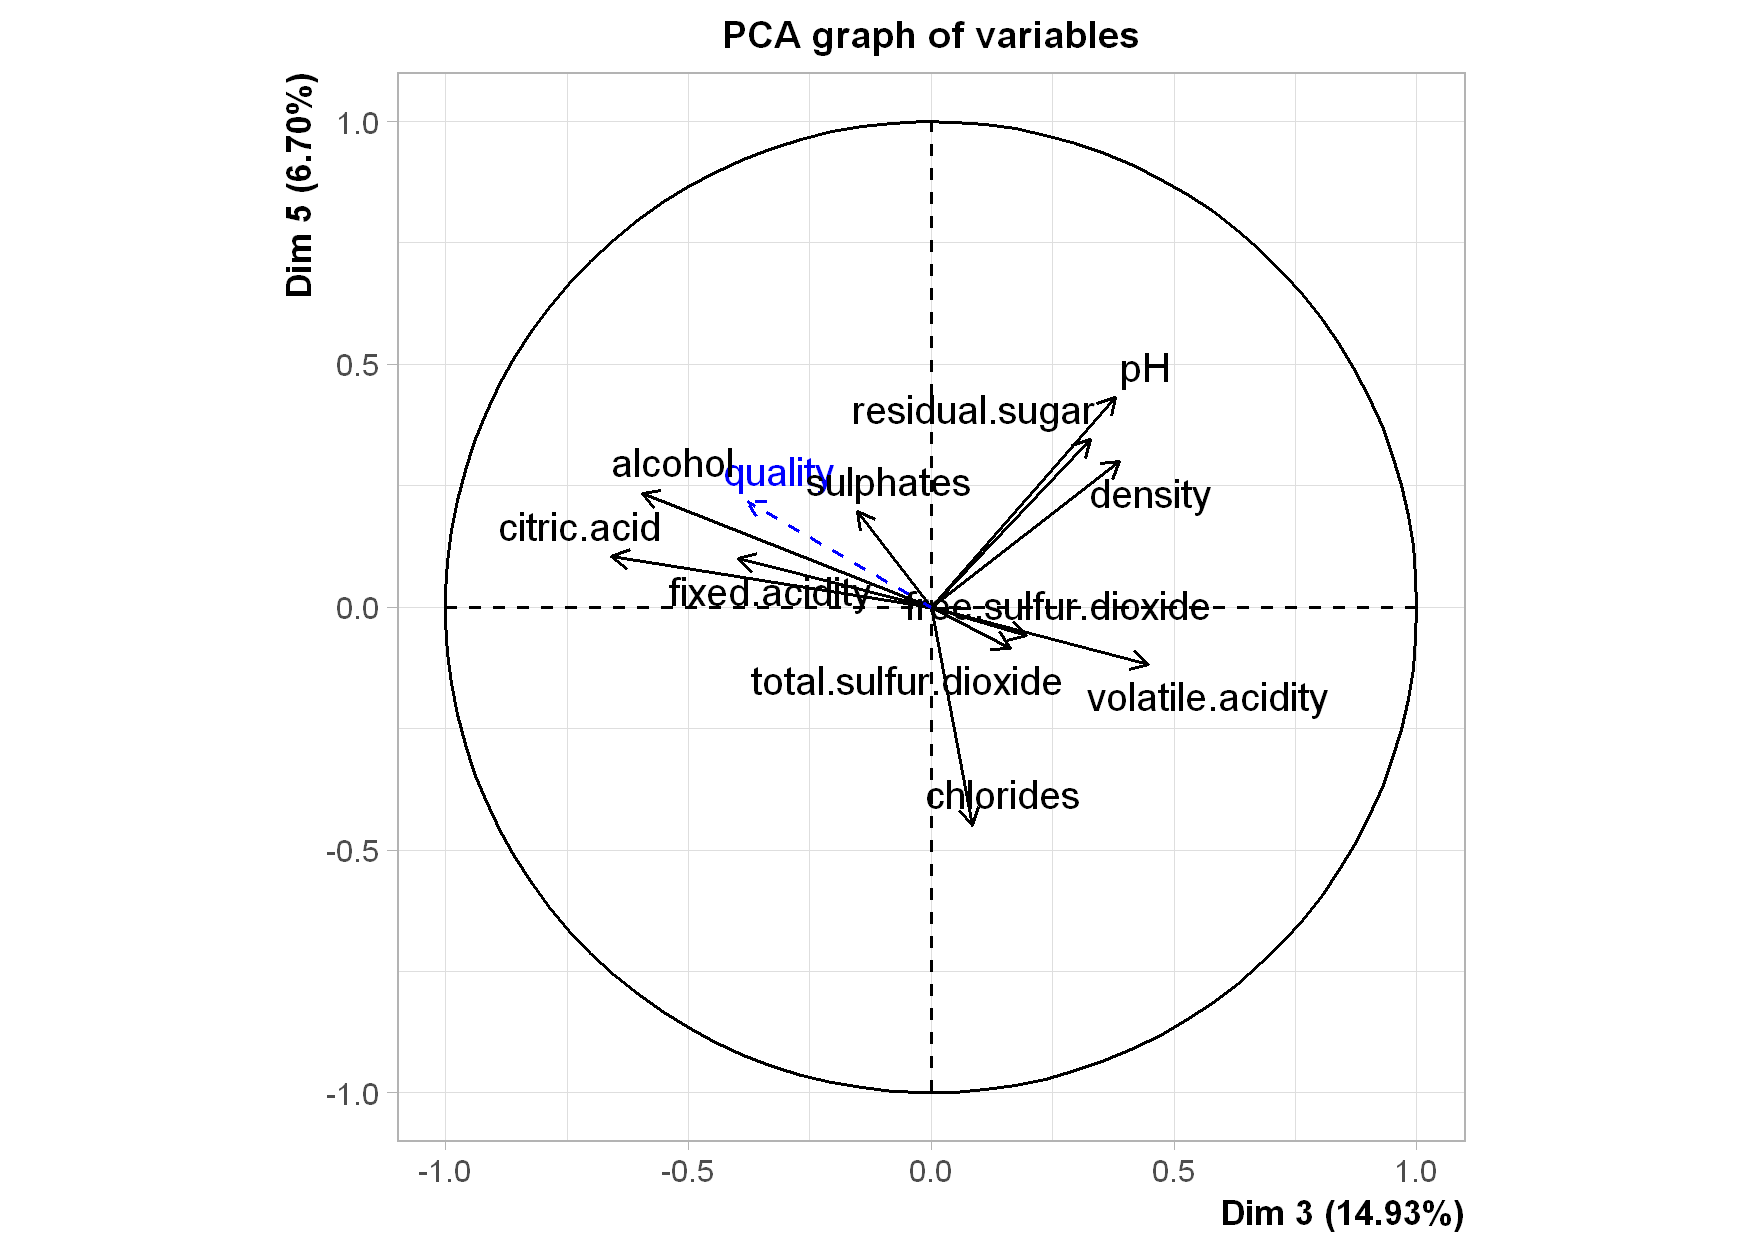 PCA graph of variables
Dim 5 (6.70%)
1.0
0.5
0.0
-0.5
-1.0
pH
residual.sugar
alcohol
quality
sulphates
density
citric.acid
fixed.acidity
free.sulfur.dioxide
total.sulfur.dioxide
volatile.acidity
chlorides
-1.0 -0.5 0.0 0.5 1.0
Dim 3 (14.93%)